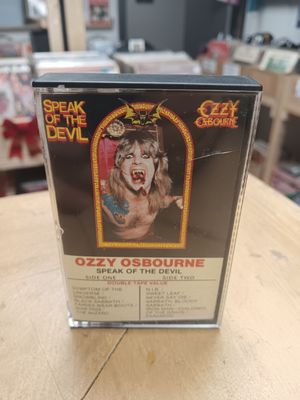 SPEAK
OF THE
DEVIL
OZZY
OSBOURNE
OZZY OSBOURNE
SPEAK OF THE DEVIL
SIDE ONE
SIDE TWO
DOUBLE TAPE VALUE
SYMPTOM OF THE
UNIVERSE
SNOWBLIND
BLACK SABBATH
FAIRIES WEAR BOOTS
WAR PIGS
THE WIZARD
N.I.B.
SWEET LEAF
NEVER SAY DIE
SABBATH BLOODY
SABBATH
IRON MAN/CHILDREN
OF THE GRAVE
PARANOID